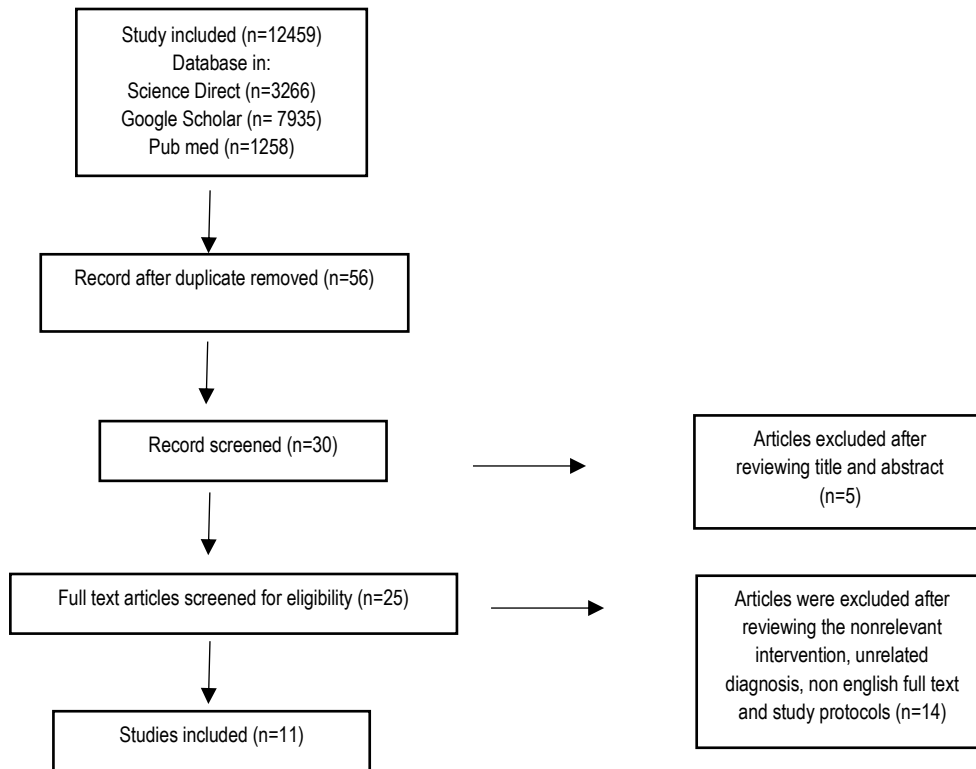 Study included (n=12459)
Database in:
Science Direct (n=3266)
Google Scholar (n= 7935)
Pub med (n=1258)
Record after duplicate removed (n=56)
Record screened (n=30)
Articles excluded after
reviewing title and abstract
(n=5)
Full text articles screened for eligibility (n=25)
Articles were excluded after
reviewing the nonrelevant
intervention, unrelated
diagnosis, non english full text
and study protocols (n=14)
Studies included (n=11)